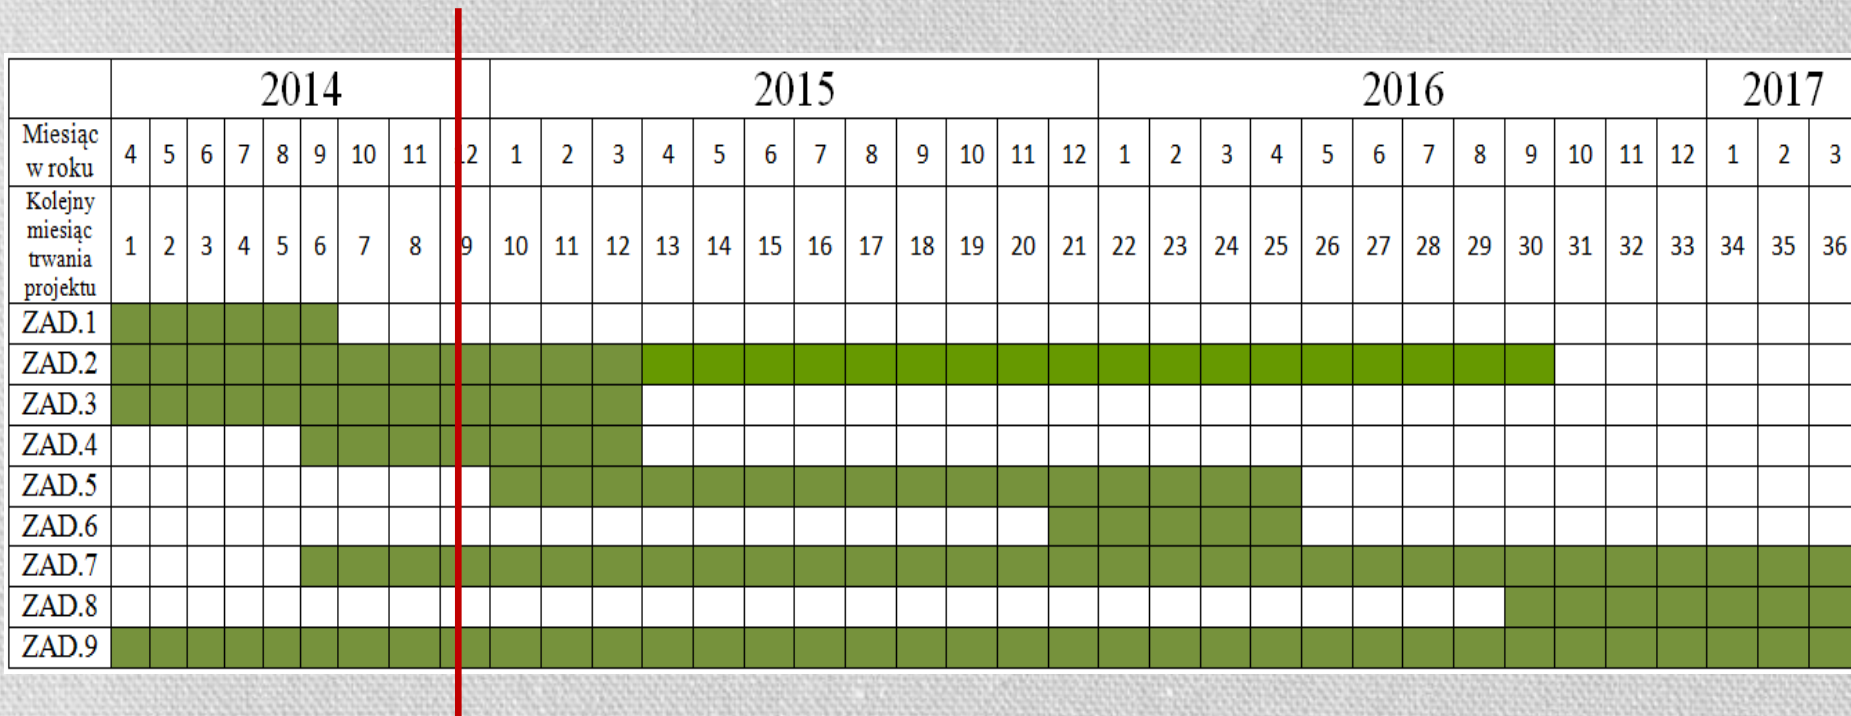 2014 2015 2016 2017
Miesiąc
w roku
4 5 6 7 8 9 10 11 12 1 2 3 4 5 6 7 8 9 10 11 12 1 2 3 4 5 6 7 8 9 10 11 12 1 2 3
Kolejny
miesiąc
trwania
projektu
1 2 3 4 5 6 7 8 9 10 11 12 13 14 15 16 17 18 19 20 21 22 23 24 25 26 27 28 29 30 31 32 33 34 35 36
ZAD.1
ZAD.2
ZAD.3
ZAD.4
ZAD.5
ZAD.6
ZAD.7
ZAD.8
ZAD.9